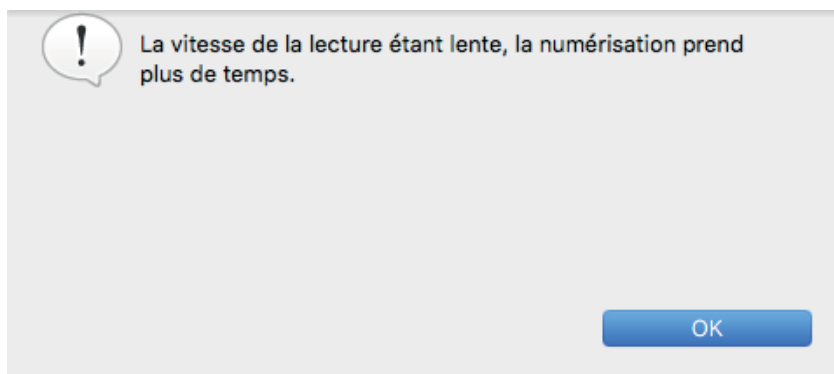 La vitesse de la lecture étant lente, la numérisation prend
plus de temps.
OK